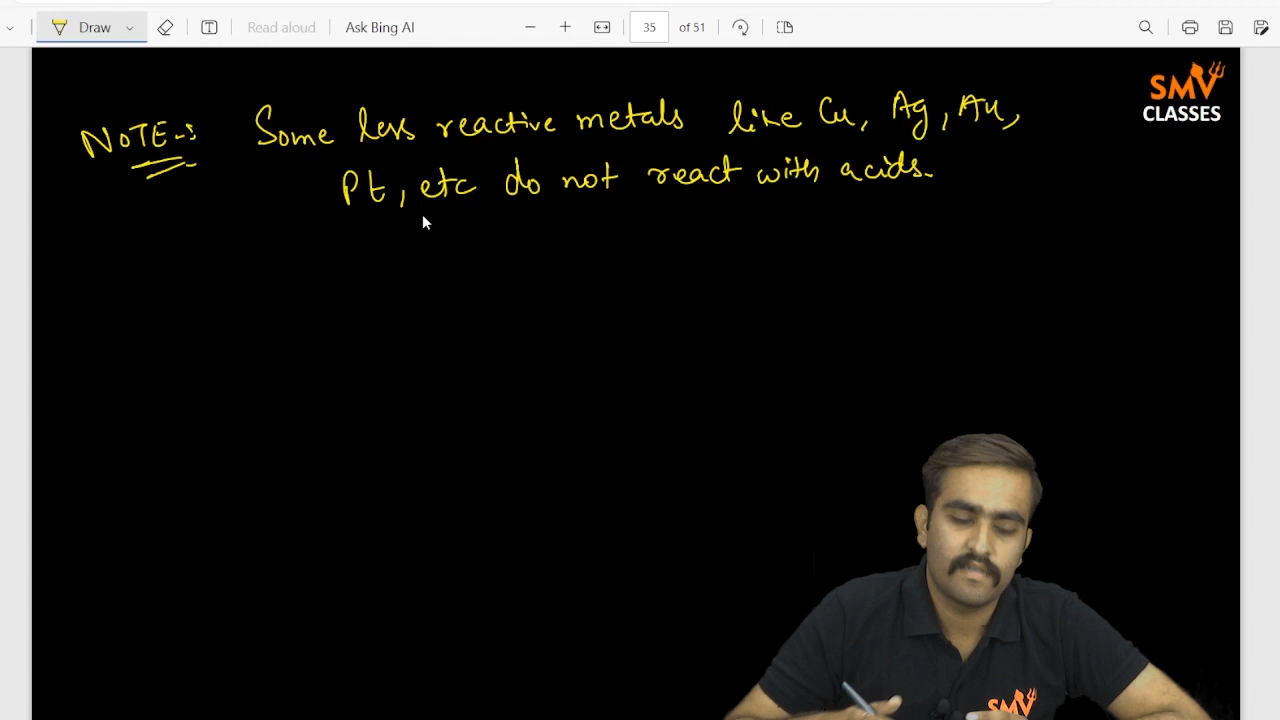 Draw
Read aloud
Ask Bing AI
35 of 51
SMV
CLASSES
NOTE-: Some less reactive metals like Cu, Ag, Au,
Pt, etc do not react with acids.
SMV